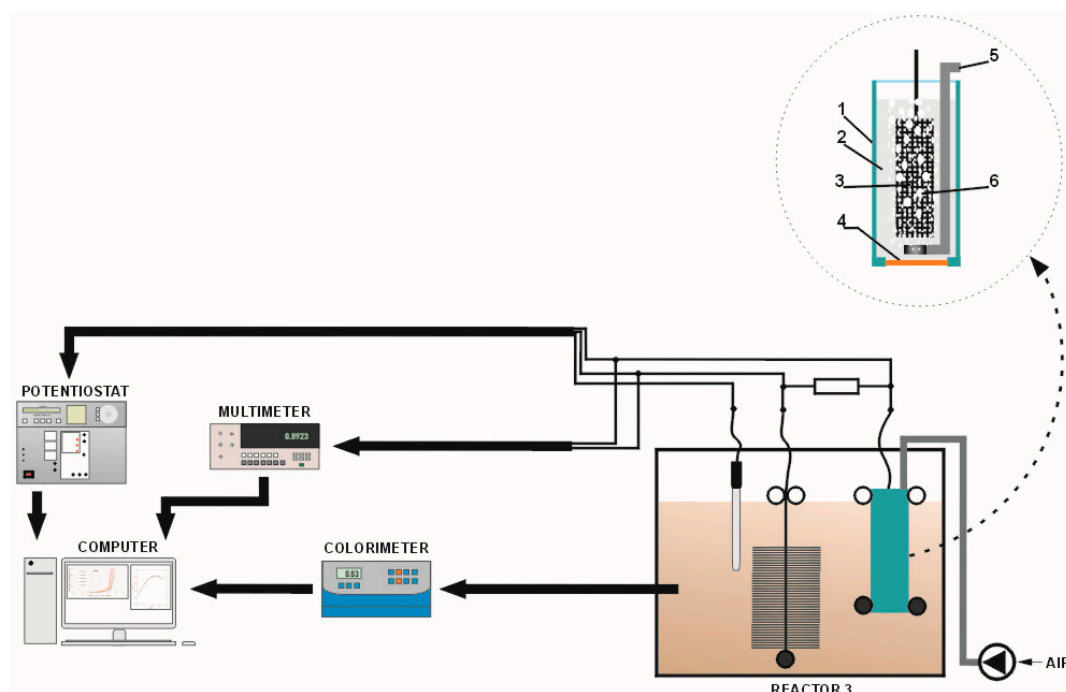 5
1
2
3
6
4
POTENTIOSTAT
MULTIMETER
0.8923
COMPUTER
COLORIMETER
0.83
AIR
REACTOR 3